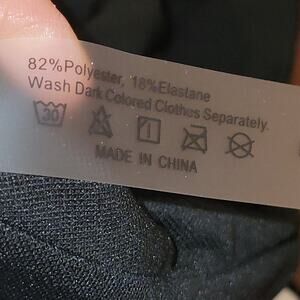 82%Polyester, 18%Elastane
Wash Dark Colored Clothes Separately.
30
MADE IN CHINA